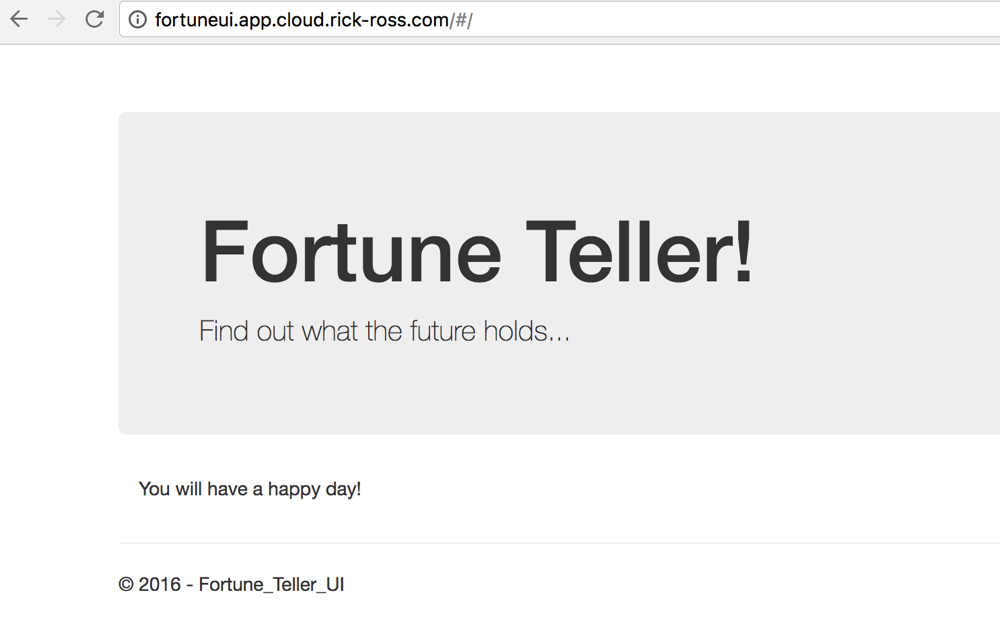 fortuneui.app.cloud.rick-ross.com/#/
Fortune Teller!
Find out what the future holds...
You will have a happy day!
© 2016 - Fortune_Teller_UI